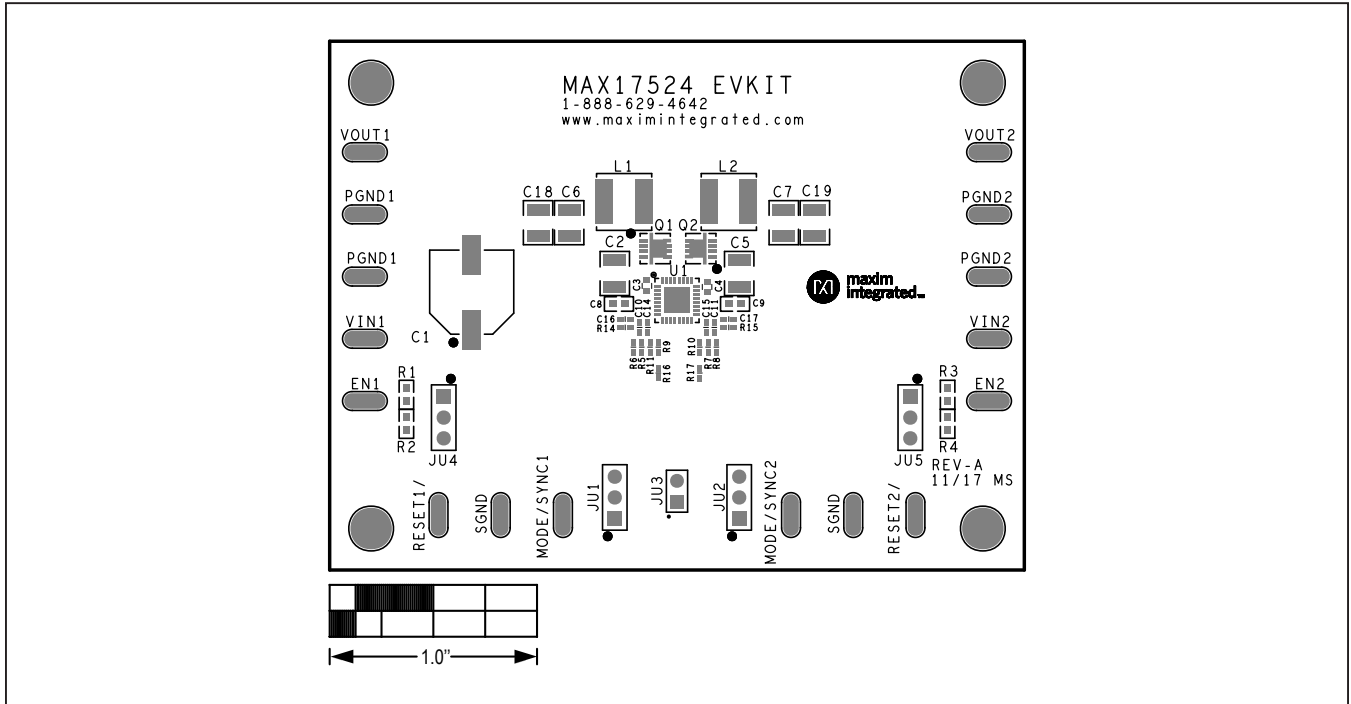 MAX17524 EVKIT
1-888-629-4642
www.maximintegrated.com
VOUT1
VOUT2
L1
L2
C18
C6
C7
C19
PGND1
PGND2
Q1
Q2
C2
C5
U1
PGND1
PGND2
C3
C4
maxim
integrated™
C8
C9
C10
C14
C15
C11
VIN1
C1
C16
R14
C17
R15
VIN2
R6
R5
R11
R9
R10
R7
R8
R16
R17
EN1
R1
R2
JU4
R3
R4
JU5
EN2
REV-A
11/17 MS
RESET1/
SGND
MODE/SYNC1
JU1
JU3
JU2
MODE/SYNC2
SGND
RESET2/
1.0"